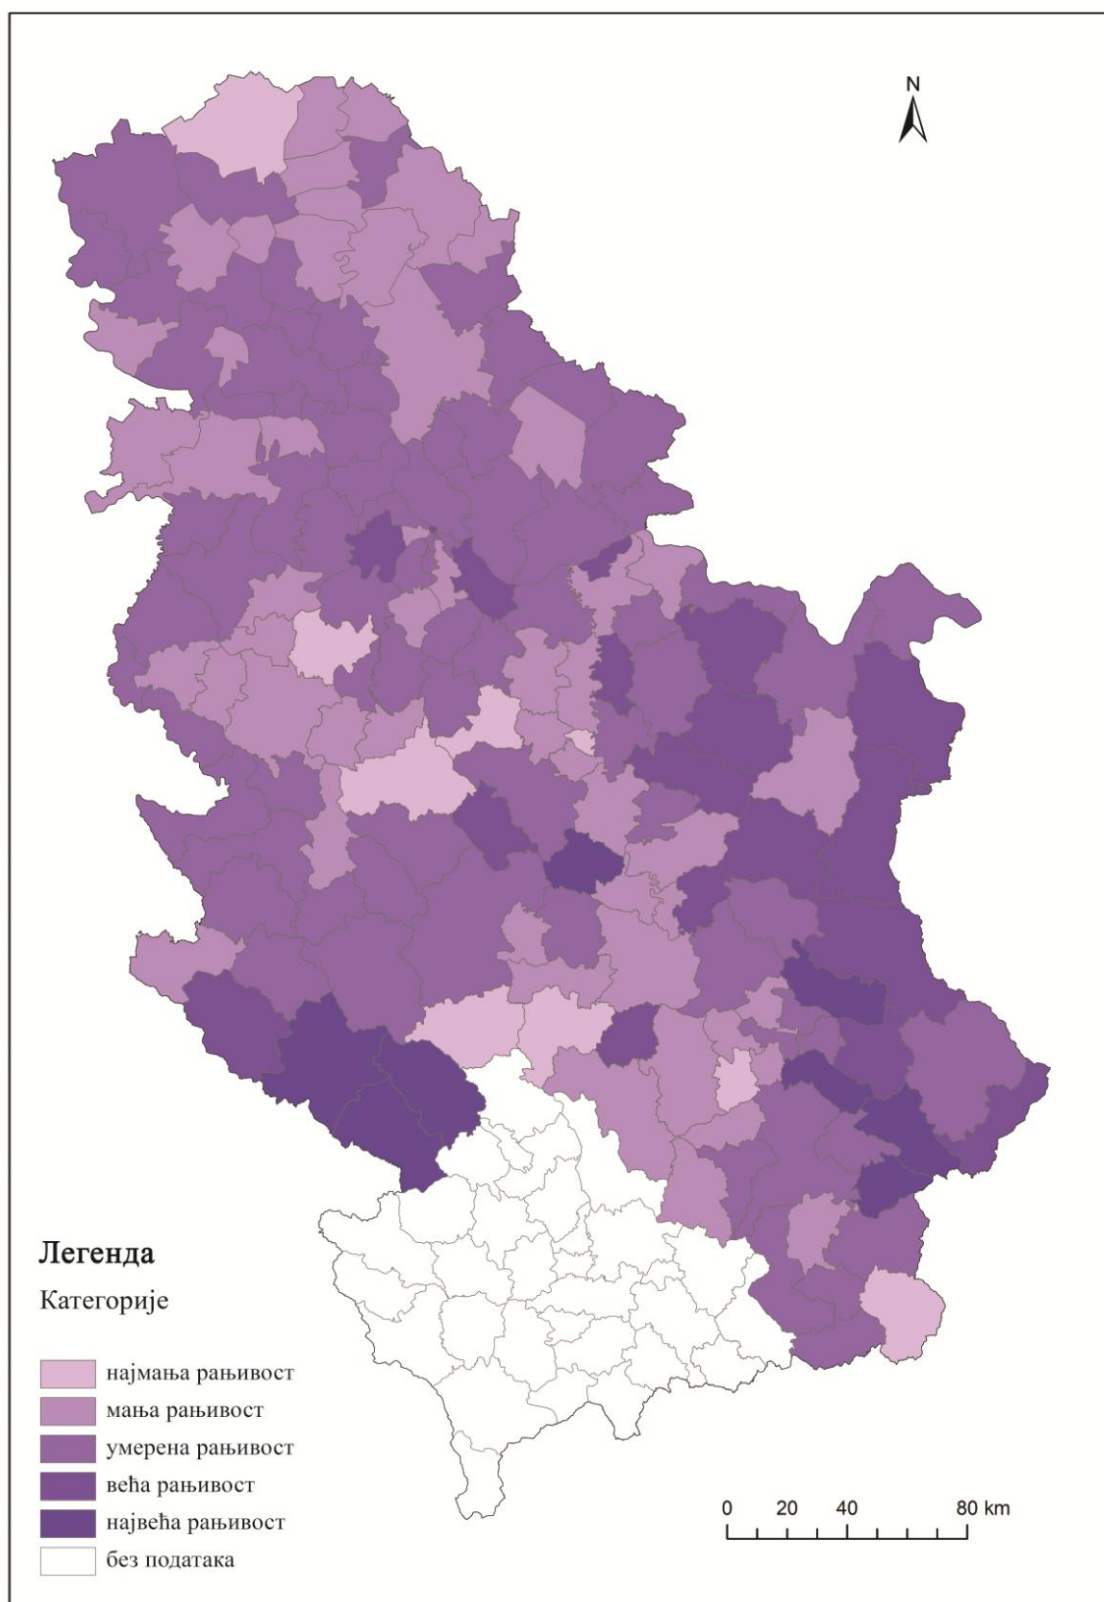 N
Легенда
Категорије
најмања рањивост
мања рањивост
умерена рањивост
већа рањивост
највећа рањивост
без података
0 20 40 80 km